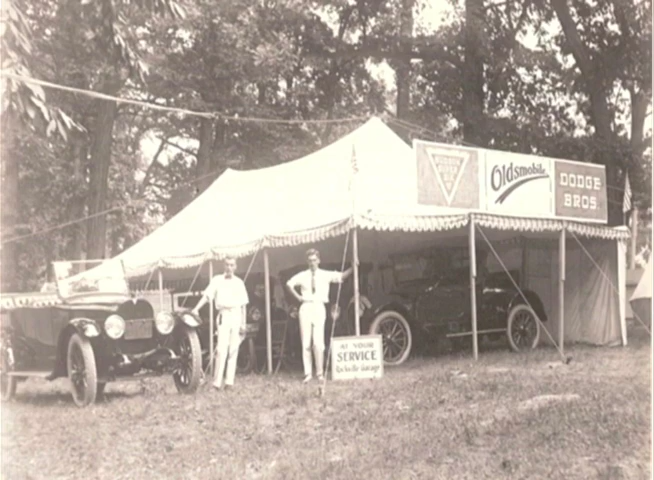 Oldsmobile
DODGE
BROS.
AT YOUR
SERVICE
Rockville Garage